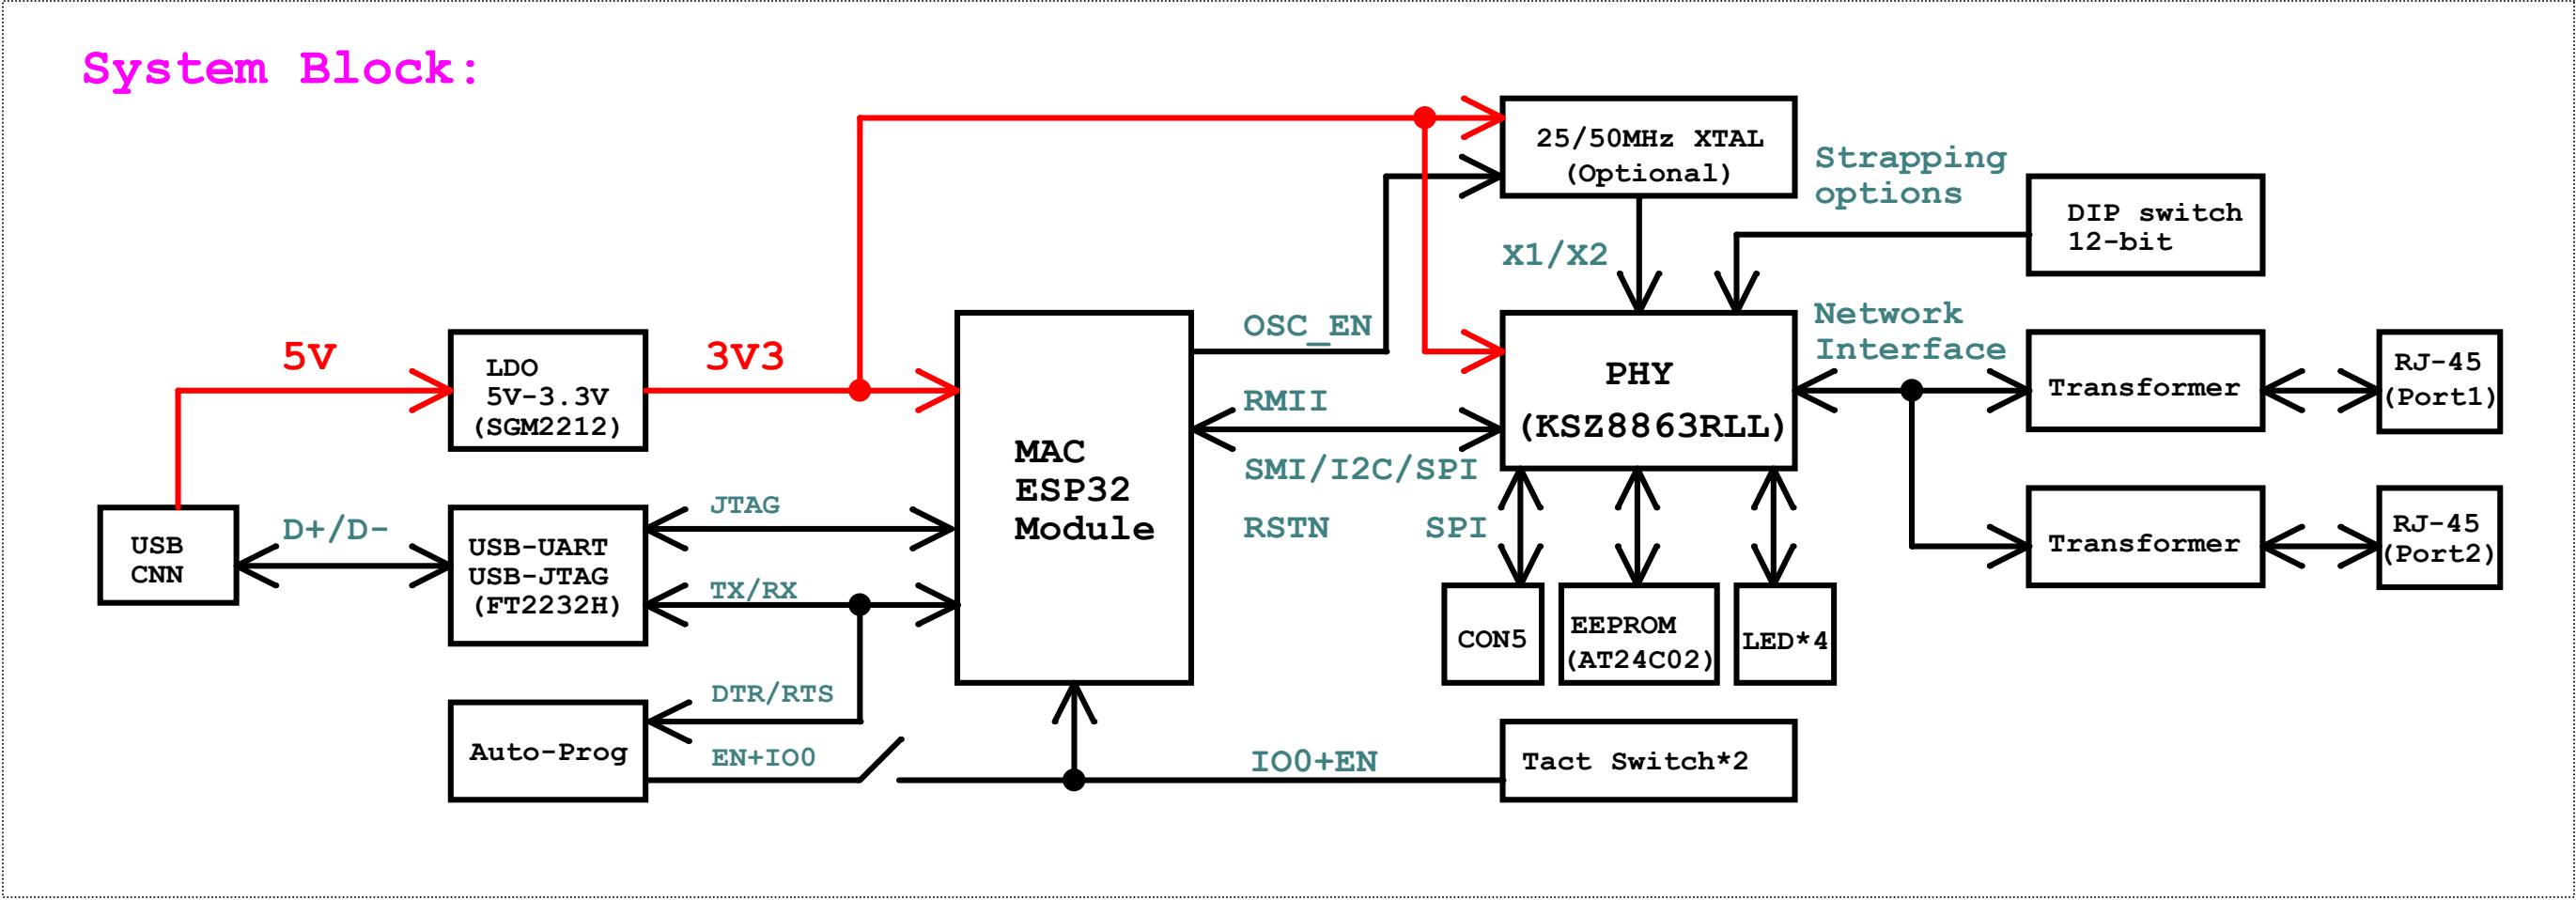 System Block:
25/50MHz XTAL
(Optional)
Strapping
options
DIP switch
12-bit
X1/X2
5V
LDO
5V-3.3V
(SGM2212)
3V3
MAC
ESP32
Module
OSC_EN
RMII
SMI/I2C/SPI
RSTN
SPI
PHY
(KSZ8863RLL)
Network
Interface
Transformer
RJ-45
(Port1)
Transformer
RJ-45
(Port2)
USB
CNN
D+/D-
USB-UART
USB-JTAG
(FT2232H)
JTAG
TX/RX
CON5
EEPROM
(AT24C02)
LED*4
DTR/RTS
Auto-Prog
EN+IO0
IO0+EN
Tact Switch*2